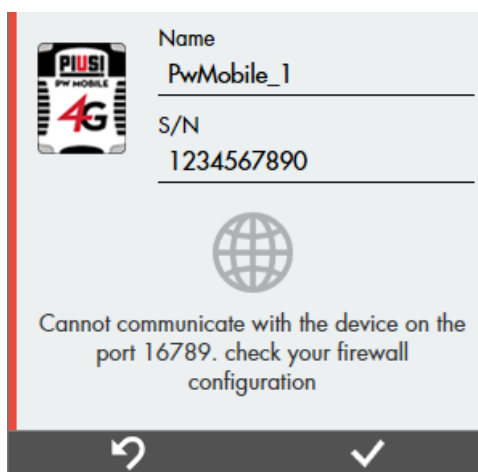 PIUSI
PW MOBILE
4G
Name
PwMobile_1
S/N
1234567890
Cannot communicate with the device on the
port 16789. check your firewall
configuration